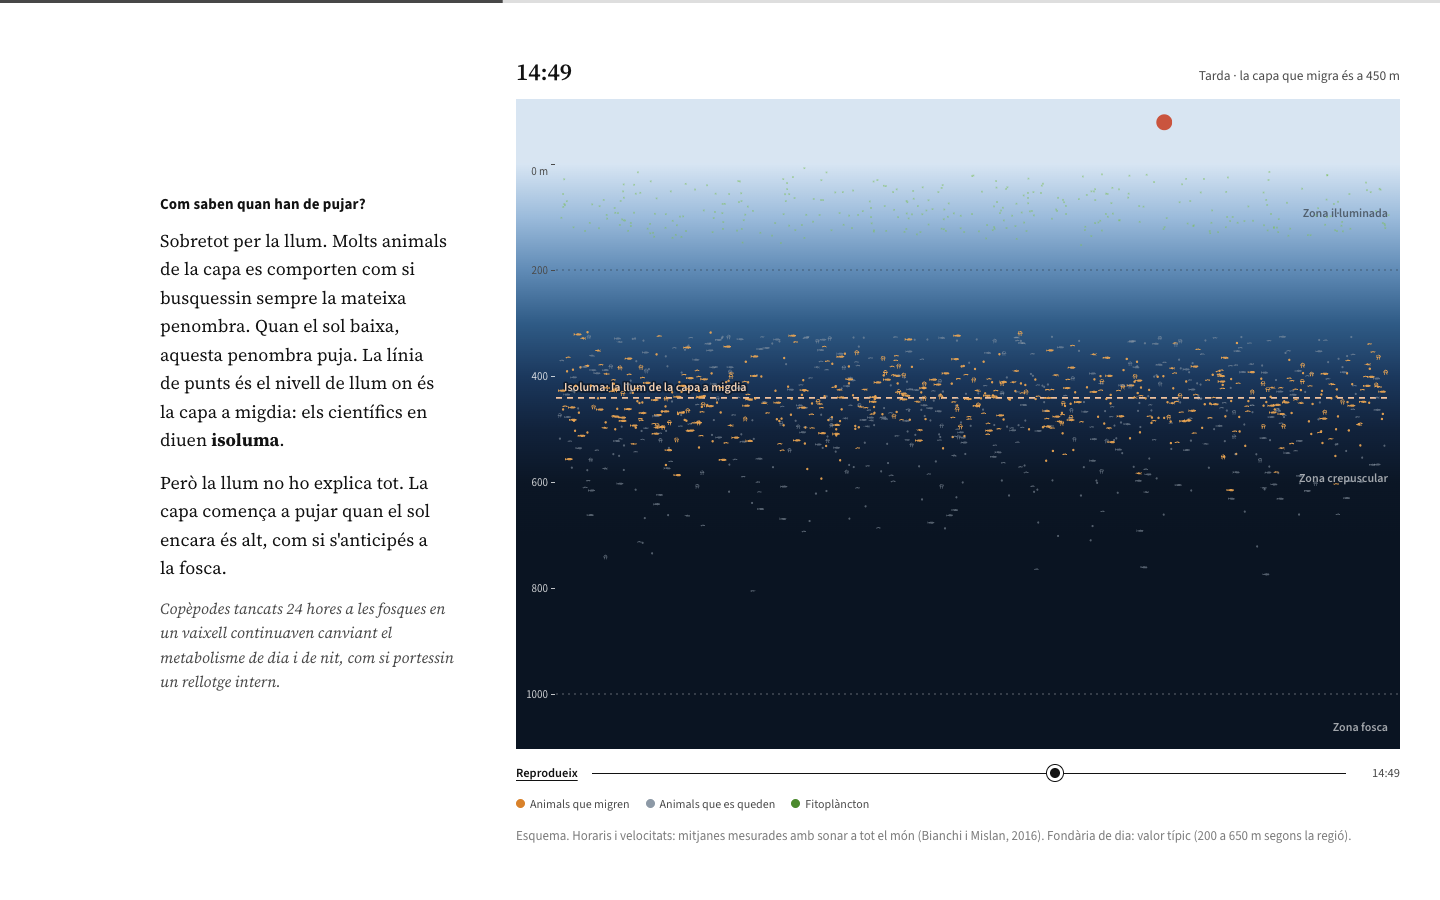 14:49
Tarda · la capa que migra és a 450 m
Com saben quan han de pujar?
Sobretot per la llum. Molts animals
de la capa es comporten com si
busquessin sempre la mateixa
penombra. Quan el sol baixa,
aquesta penombra puja. La línia
de punts és el nivell de llum on és
la capa a migdia: els científics en
diuen isoluma.
Però la llum no ho explica tot. La
capa comença a pujar quan el sol
encara és alt, com si s'anticipés a
la fosca.
Copèpodes tancats 24 hores a les fosques en
un vaixell continuaven canviant el
metabolisme de dia i de nit, com si portessin
un rellotge intern.
0 m
Zona il·luminada
200
400
Isoluma: la llum de la capa a migdia
600
Zona crepuscular
800
1000
Zona fosca
Reprodueix
14:49
Animals que migren
Animals que es queden
Fitoplàncton
Esquema. Horaris i velocitats: mitjanes mesurades amb sonar a tot el món (Bianchi i Mislan, 2016). Fondària de dia: valor típic (200 a 650 m segons la regió).